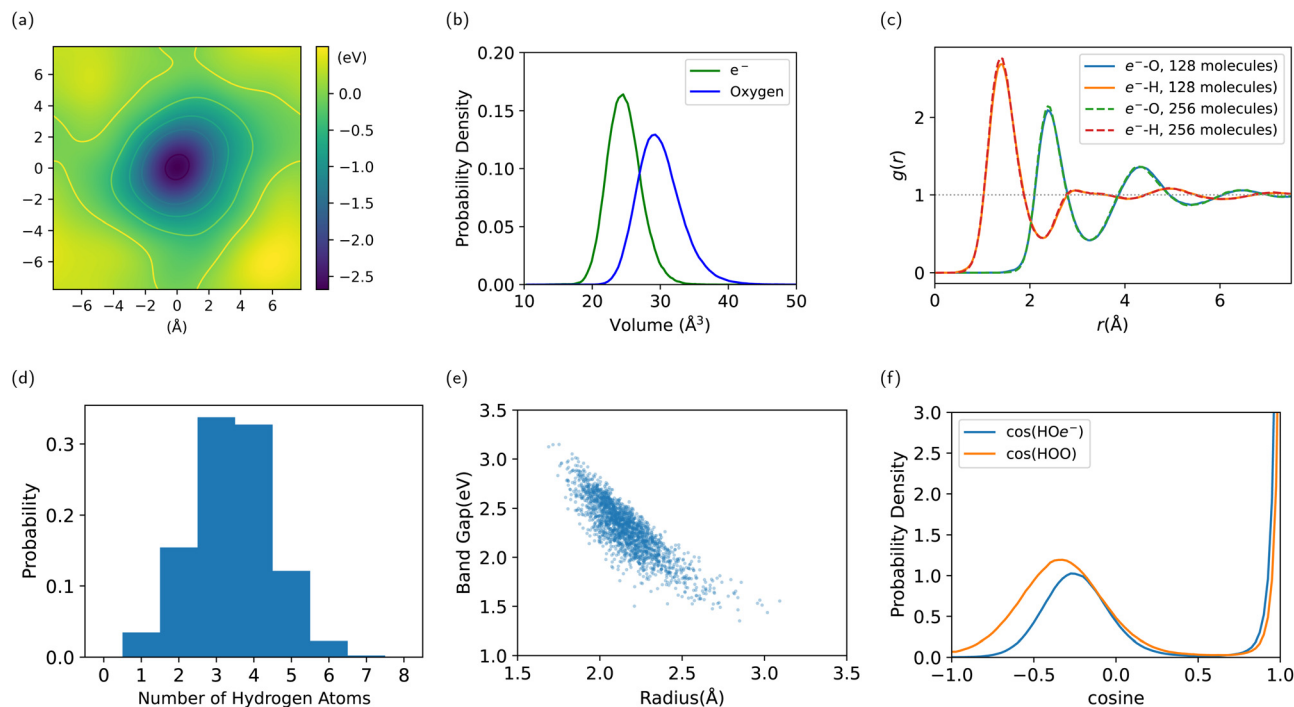 (a)
(eV)
6
4
2
0
−2
−4
−6
−6 −4 −2 0 2 4 6
(Å)
0.0
−0.5
−1.0
−1.5
−2.0
−2.5
(b)
0.20
0.15
0.10
0.05
0.00
10 20 30 40 50
Probability Density
Volume (Å³)
e⁻
Oxygen
(c)
2
1
0
0 2 4 6
g(r)
r(Å)
e⁻-O, 128 molecules)
e⁻-H, 128 molecules)
e⁻-O, 256 molecules)
e⁻-H, 256 molecules)
(d)
0.3
0.2
0.1
0.0
0 1 2 3 4 5 6 7 8
Probability
Number of Hydrogen Atoms
(e)
3.5
3.0
2.5
2.0
1.5
1.0
1.5 2.0 2.5 3.0 3.5
Band Gap(eV)
Radius(Å)
(f)
3.0
2.5
2.0
1.5
1.0
0.5
0.0
−1.0 −0.5 0.0 0.5 1.0
Probability Density
cosine
cos(HOe⁻)
cos(HOO)